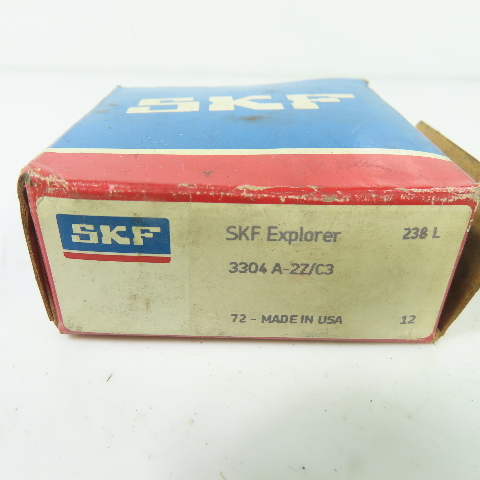 SKF
SKF
SKF Explorer 238 L
3304 A-2Z/C3
72 - MADE IN USA 12